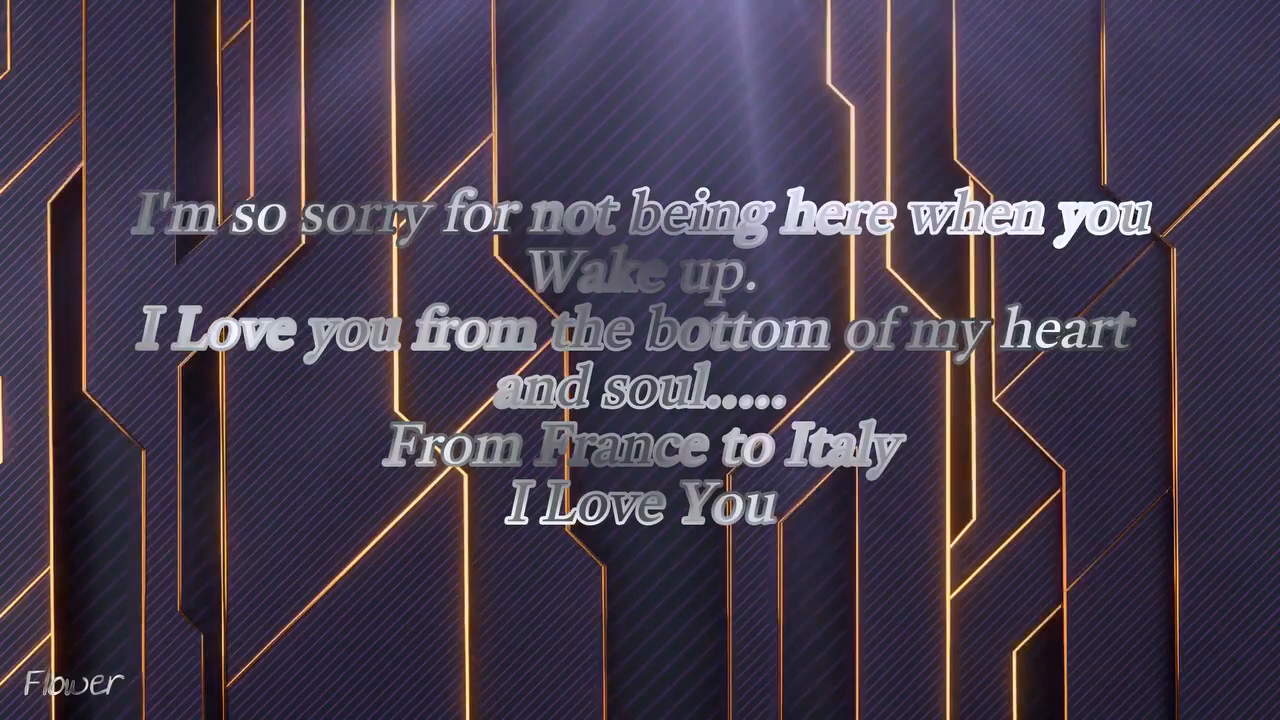 I'm so sorry for not being here when you
Wake up.
I Love you from the bottom of my heart
and soul.....
From France to Italy
I Love You
Flower